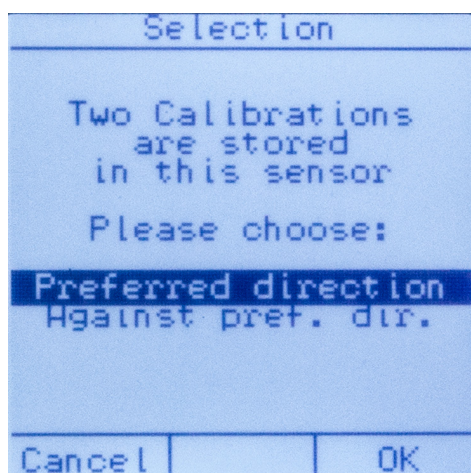 Selection
Two Calibrations
are stored
in this sensor
Please choose:
Preferred direction
Against pref. dir.
Cancel OK